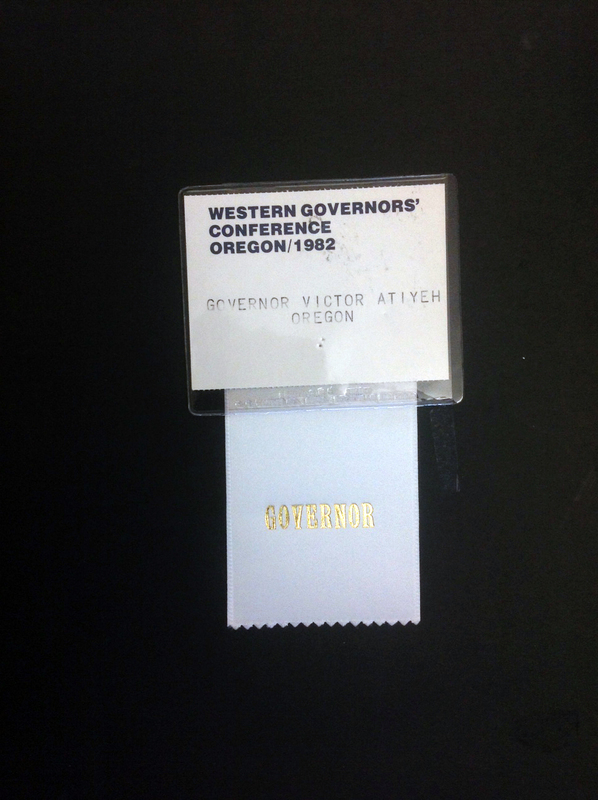 WESTERN GOVERNORS'
CONFERENCE
OREGON/1982
GOVERNOR VICTOR ATIYEH
OREGON
GOVERNOR